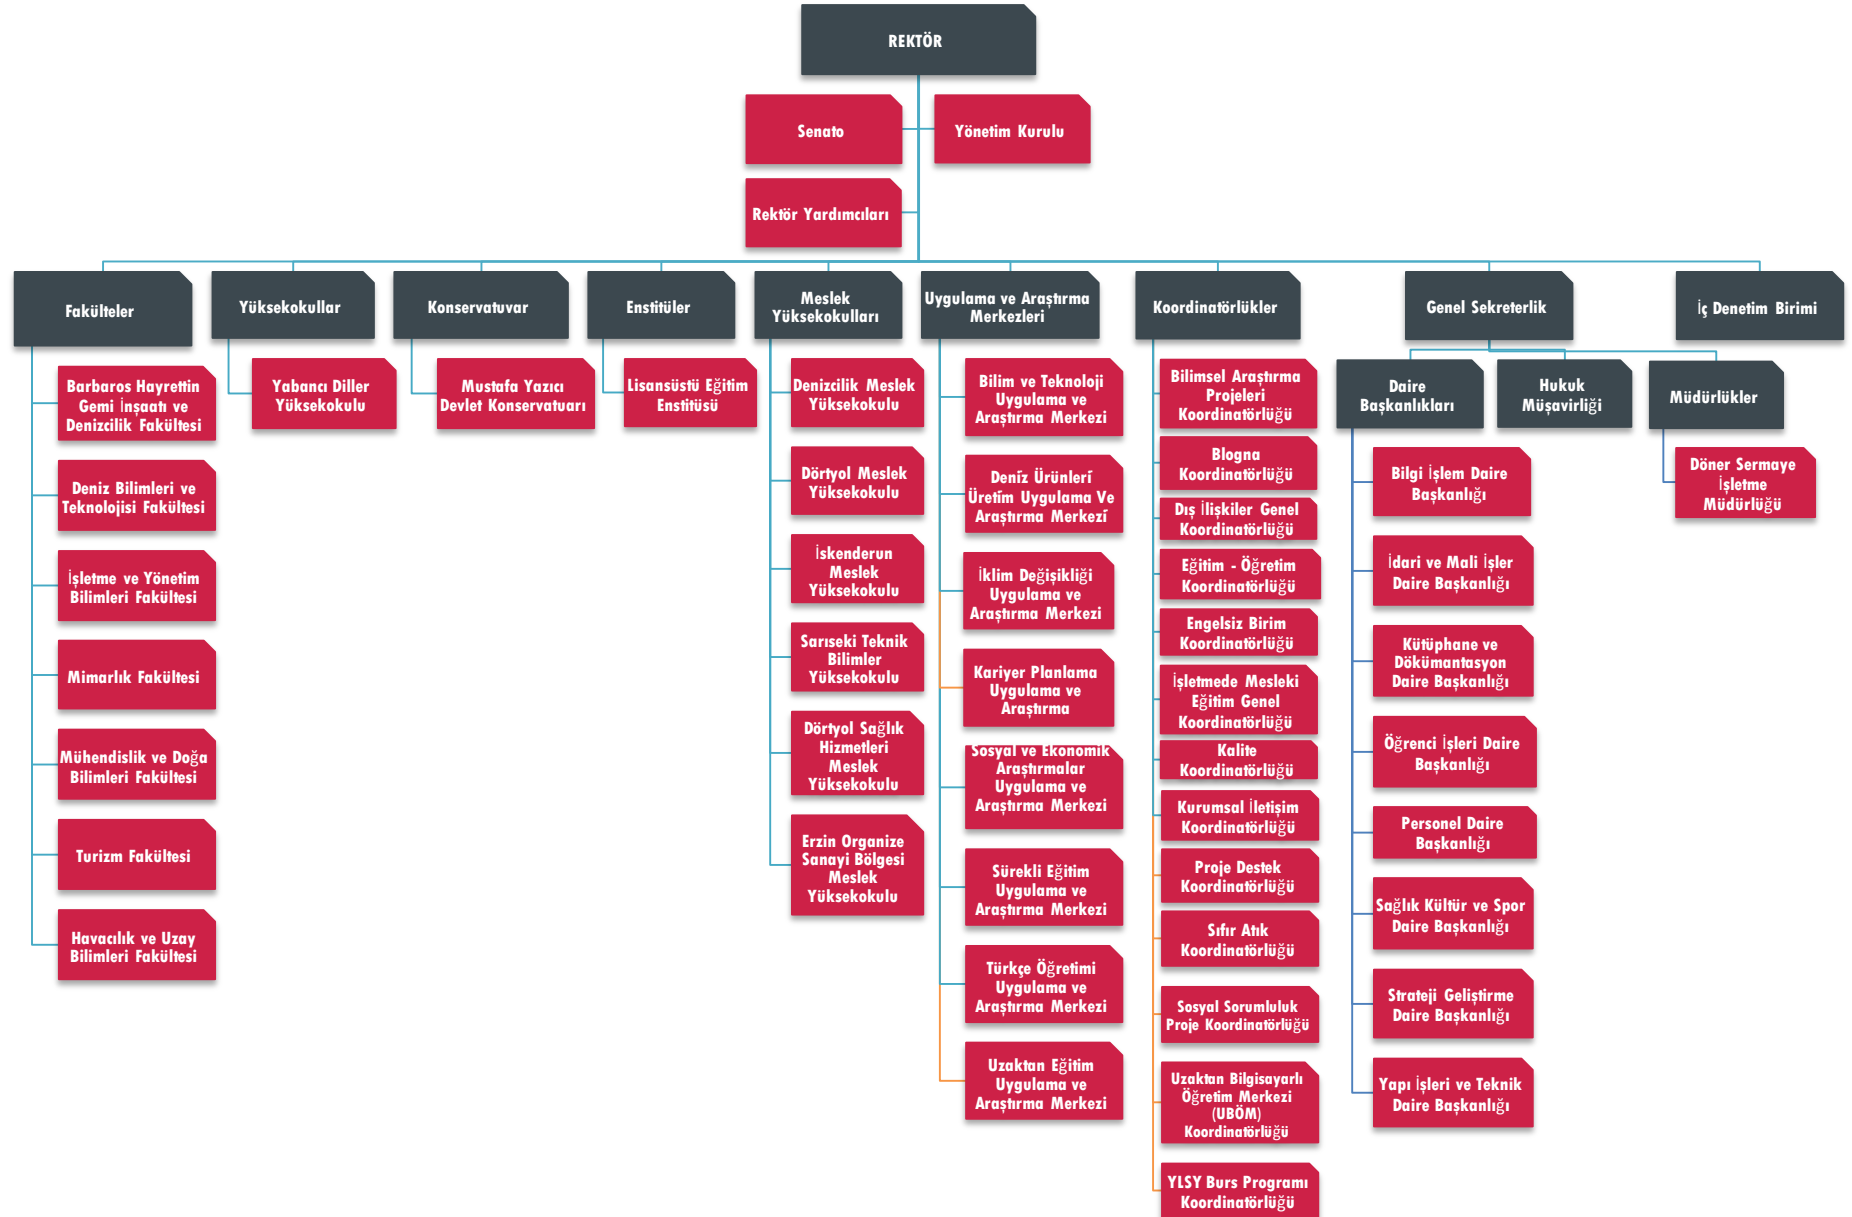 REKTÖR
Senato
Yönetim Kurulu
Rektör Yardımcıları
Fakülteler
Barbaros Hayrettin
Gemi İnşaatı ve
Denizcilik Fakültesi
Deniz Bilimleri ve
Teknolojisi Fakültesi
İşletme ve Yönetim
Bilimleri Fakültesi
Mimarlık Fakültesi
Mühendislik ve Doğa
Bilimleri Fakültesi
Turizm Fakültesi
Havacılık ve Uzay
Bilimleri Fakültesi
Yüksekokullar
Yabancı Diller
Yüksekokulu
Konservatuvar
Mustafa Yazıcı
Devlet Konservatuarı
Enstitüler
Lisansüstü Eğitim
Enstitüsü
Meslek
Yüksekokulları
Denizcilik Meslek
Yüksekokulu
Dörtyol Meslek
Yüksekokulu
İskenderun
Meslek
Yüksekokulu
Sarıseki Teknik
Bilimler
Yüksekokulu
Dörtyol Sağlık
Hizmetleri
Meslek
Yüksekokulu
Erzin Organize
Sanayi Bölgesi
Meslek
Yüksekokulu
Uygulama ve Araştırma
Merkezleri
Bilim ve Teknoloji
Uygulama ve
Araştırma Merkezi
Deniz Ürünleri
Üretim Uygulama Ve
Araştırma Merkezi
İklim Değişikliği
Uygulama ve
Araştırma Merkezi
Kariyer Planlama
Uygulama ve
Araştırma
Sosyal ve Ekonomik
Araştırmalar
Uygulama ve
Araştırma Merkezi
Sürekli Eğitim
Uygulama ve
Araştırma Merkezi
Türkçe Öğretimi
Uygulama ve
Araştırma Merkezi
Uzaktan Eğitim
Uygulama ve
Araştırma Merkezi
Koordinatörlükler
Bilimsel Araştırma
Projeleri
Koordinatörlüğü
Blogna
Koordinatörlüğü
Dış İlişkiler Genel
Koordinatörlüğü
Eğitim - Öğretim
Koordinatörlüğü
Engelsiz Birim
Koordinatörlüğü
İşletmede Mesleki
Eğitim Genel
Koordinatörlüğü
Kalite
Koordinatörlüğü
Kurumsal İletişim
Koordinatörlüğü
Proje Destek
Koordinatörlüğü
Sıfır Atık
Koordinatörlüğü
Sosyal Sorumluluk
Proje Koordinatörlüğü
Uzaktan Bilgisayarlı
Öğretim Merkezi
(UBÖM)
Koordinatörlüğü
YLSY Burs Programı
Koordinatörlüğü
Genel Sekreterlik
Daire
Başkanlıkları
Bilgi İşlem Daire
Başkanlığı
İdari ve Mali İşler
Daire Başkanlığı
Kütüphane ve
Dökümantasyon
Daire Başkanlığı
Öğrenci İşleri Daire
Başkanlığı
Personel Daire
Başkanlığı
Sağlık Kültür ve Spor
Daire Başkanlığı
Strateji Geliştirme
Daire Başkanlığı
Yapı İşleri ve Teknik
Daire Başkanlığı
Hukuk
Müşavirliği
Müdürlükler
Döner Sermaye
İşletme
Müdürlüğü
İç Denetim Birimi